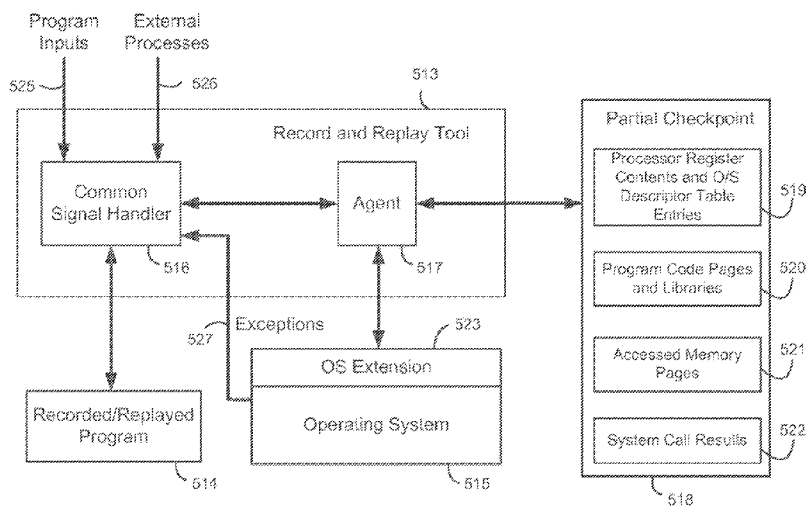 Program
Inputs
External
Processes
525
526
513
Record and Replay Tool
Common
Signal Handler
516
Agent
517
Partial Checkpoint
Processor Register
Contents and O/S
Descriptor Table
Entries
519
Program Code Pages
and Libraries
520
Accessed Memory
Pages
521
System Call Results
522
518
527
Exceptions
523
OS Extension
Operating System
515
Recorded/Replayed
Program
514